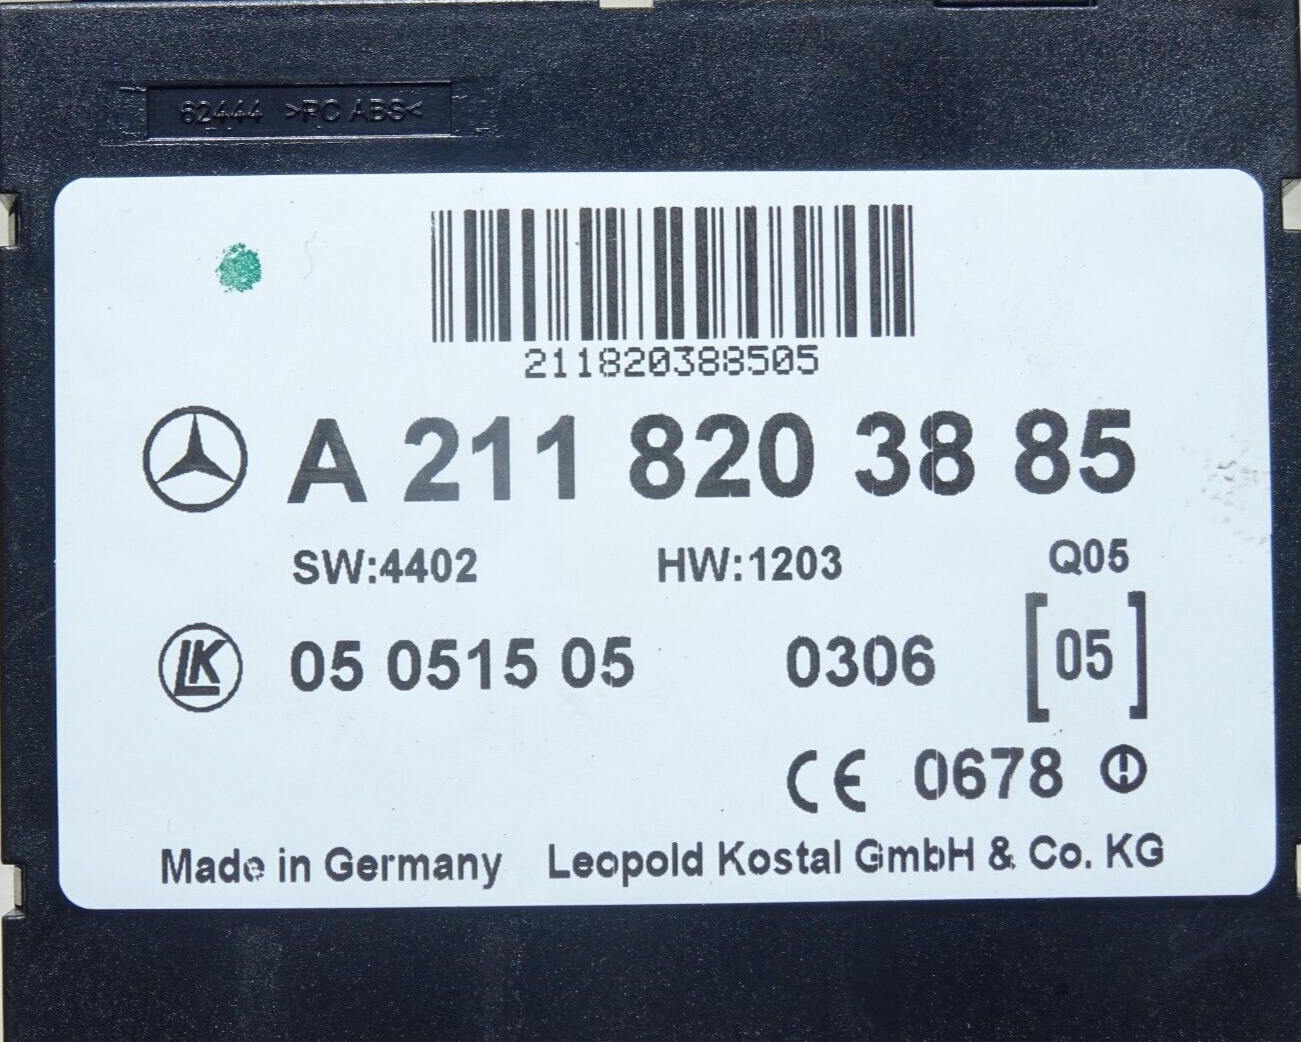 62444 >PC ABS<
211820388505
A 211 820 38 85
SW:4402 HW:1203 Q05
LK 05 0515 05 0306 [05]
CE 0678
Made in Germany Leopold Kostal GmbH & Co. KG